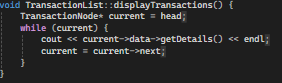 void TransactionList::displayTransactions() {
    TransactionNode* current = head;
    while (current) {
        cout << current->data->getDetails() << endl;
        current = current->next;
    }
}